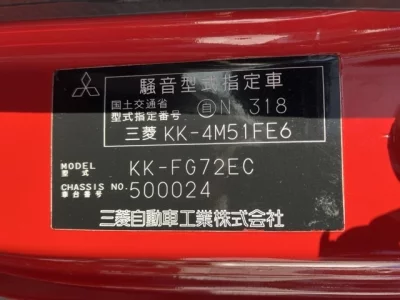 騒音型式指定車
国土交通省
型式指定番号 自 N- 318
三菱 KK-4M51FE6
MODEL
型式 KK-FG72EC
CHASSIS NO.
車台番号 500024
三菱自動車工業株式会社